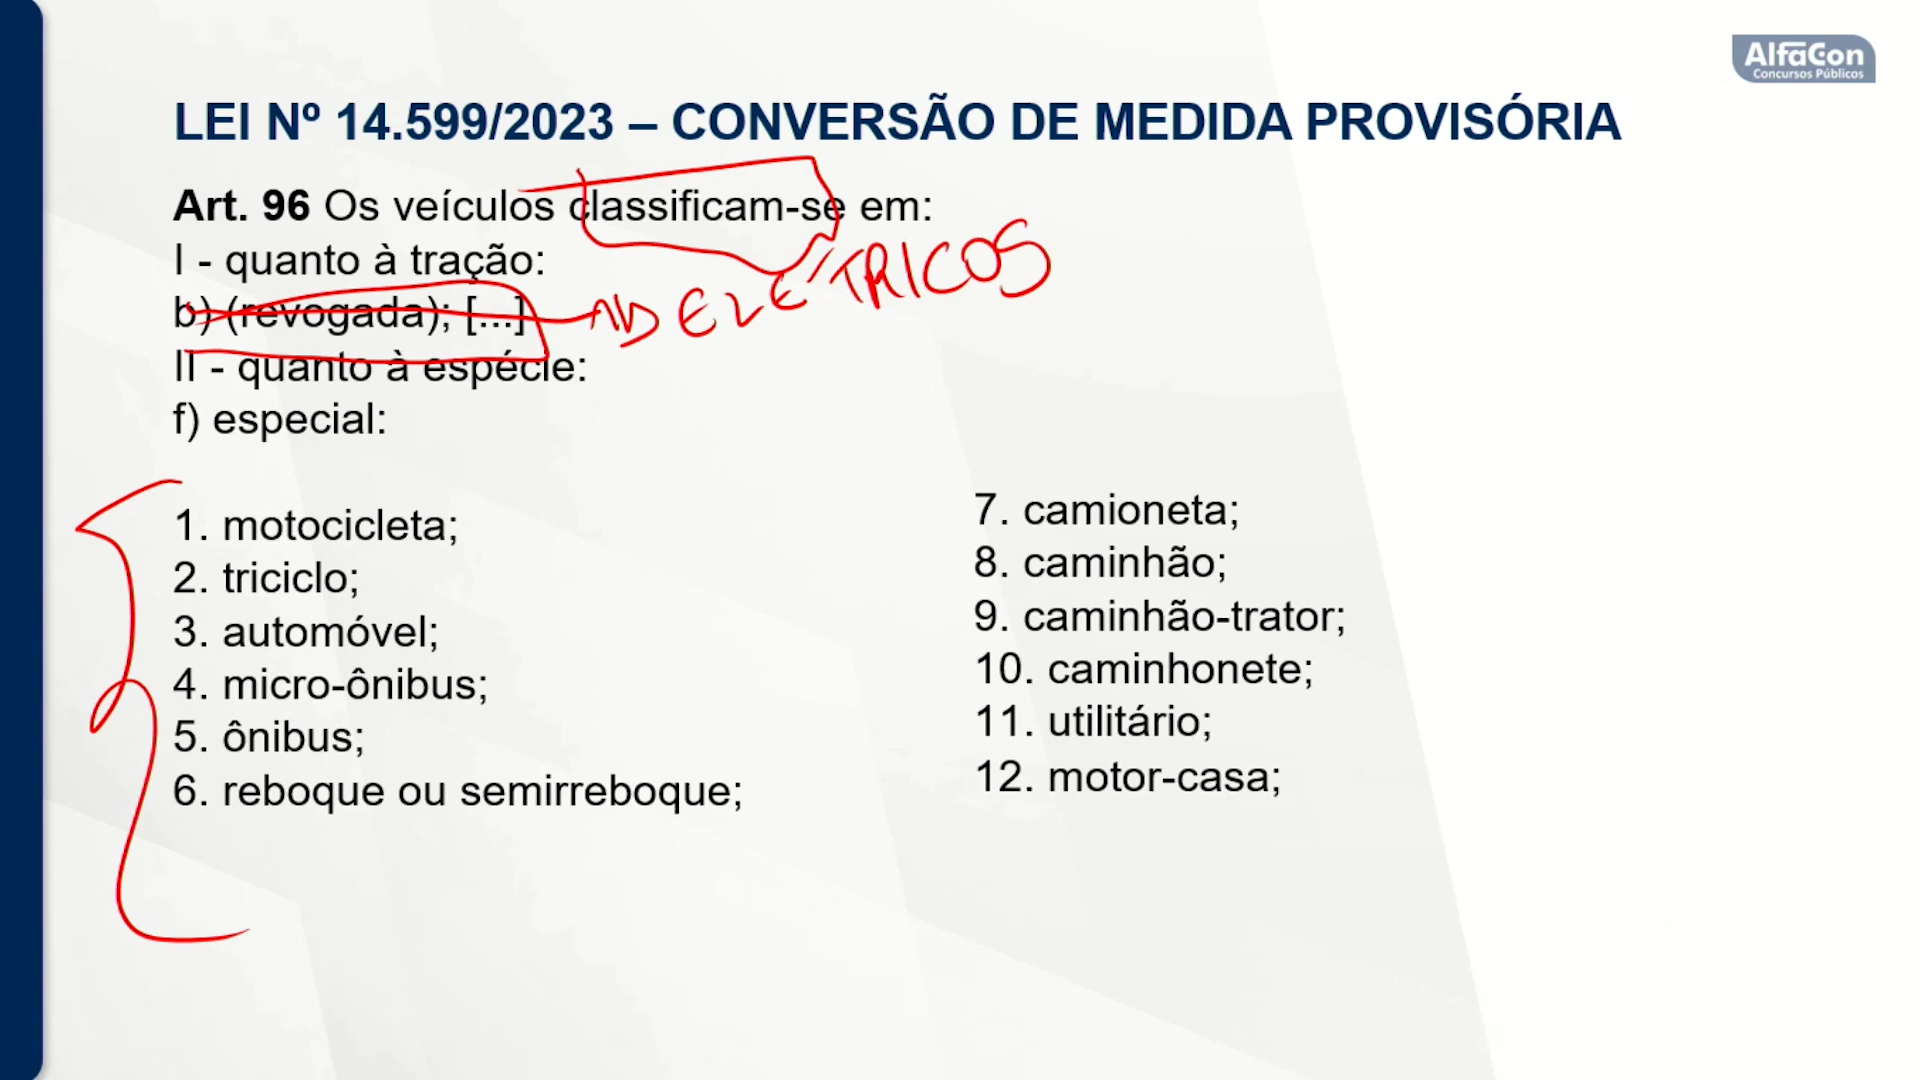 AlfaCon
Concursos Públicos
LEI Nº 14.599/2023 – CONVERSÃO DE MEDIDA PROVISÓRIA
Art. 96 Os veículos classificam-se em:
I - quanto à tração:
b) (revogada); [...]
ELÉTRICOS
II - quanto à espécie:
f) especial:
1. motocicleta;
2. triciclo;
3. automóvel;
4. micro-ônibus;
5. ônibus;
6. reboque ou semirreboque;
7. camioneta;
8. caminhão;
9. caminhão-trator;
10. caminhonete;
11. utilitário;
12. motor-casa;